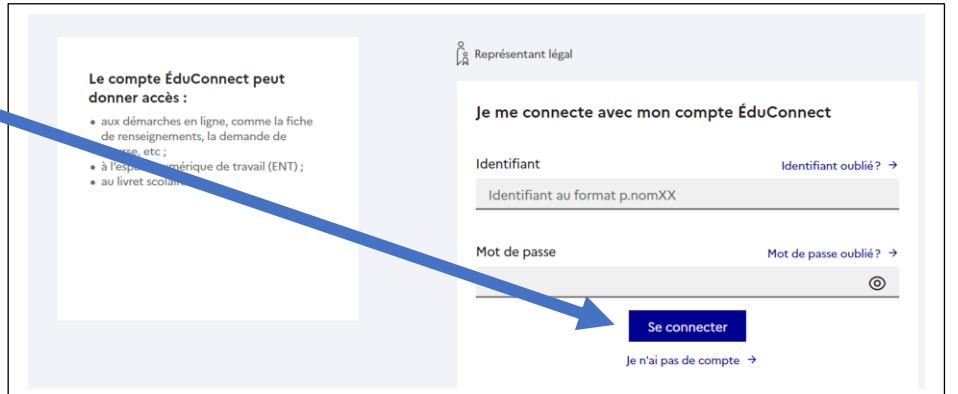 Représentant légal
Le compte ÉduConnect peut
donner accès :
• aux démarches en ligne, comme la fiche
de renseignements, la demande de
etc ;
• à numérique de travail (ENT) ;
• au livret
Je me connecte avec mon compte ÉduConnect
Identifiant
Identifiant oublié? →
Identifiant au format p.nomXX
Mot de passe
Mot de passe oublié? →
Se connecter
Je n'ai pas de compte →